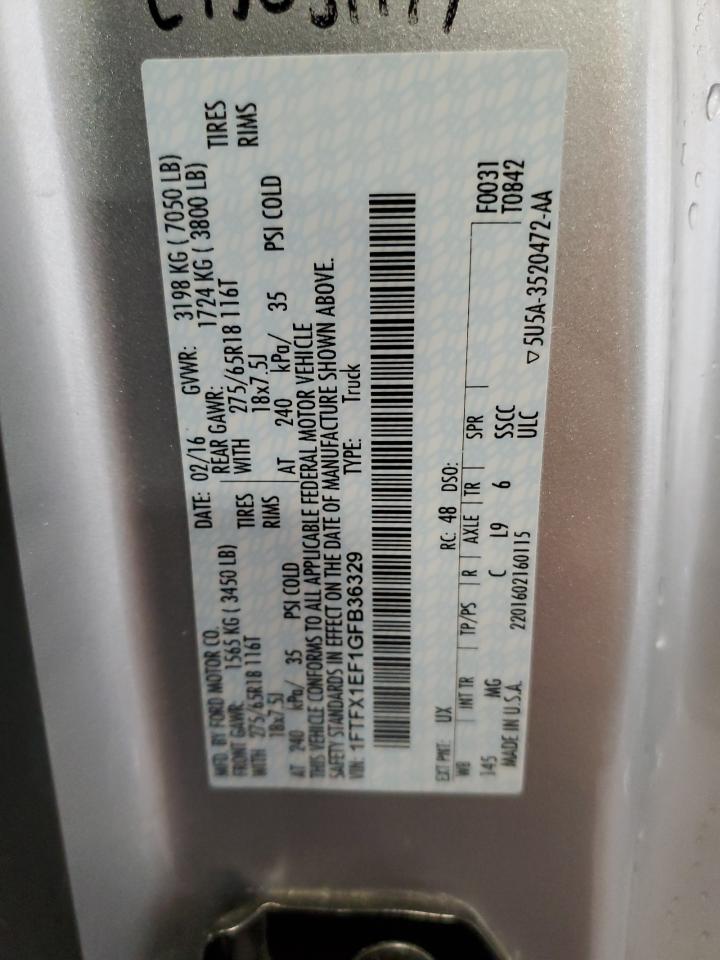 MFD. BY FORD MOTOR CO.
DATE: 02/16 GVWR: 3198 KG ( 7050 LB)
FRONT GAWR: 1565 KG ( 3450 LB) REAR GAWR: 1724 KG ( 3800 LB)
WITH 275/65R18 116T TIRES WITH 275/65R18 116T TIRES
18x7.5J RIMS 18x7.5J RIMS
AT 240 kPa/ 35 PSI COLD AT 240 kPa/ 35 PSI COLD
THIS VEHICLE CONFORMS TO ALL APPLICABLE FEDERAL MOTOR VEHICLE
SAFETY STANDARDS IN EFFECT ON THE DATE OF MANUFACTURE SHOWN ABOVE.
VIN: 1FTFX1EF1GFB36329 TYPE: Truck
EXT PNT: UX RC: 48 DSO: F0031
WB INT TR TP/PS R AXLE TR SPR T0842
145 MG C L9 6 SSCC
MADE IN U.S.A. 2201602160115 ULC
▽5U5A-3520472-AA